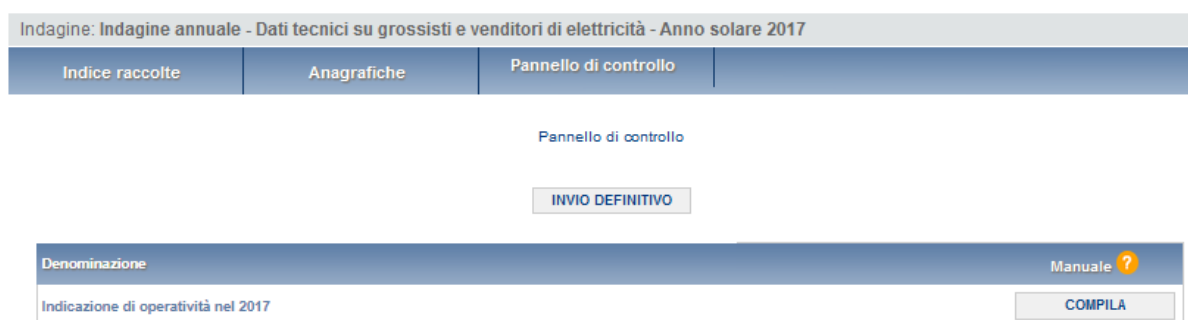 Indagine: Indagine annuale - Dati tecnici su grossisti e venditori di elettricità - Anno solare 2017
Indice raccolte Anagrafiche Pannello di controllo
Pannello di controllo
INVIO DEFINITIVO
Denominazione Manuale ?
Indicazione di operatività nel 2017 COMPILA